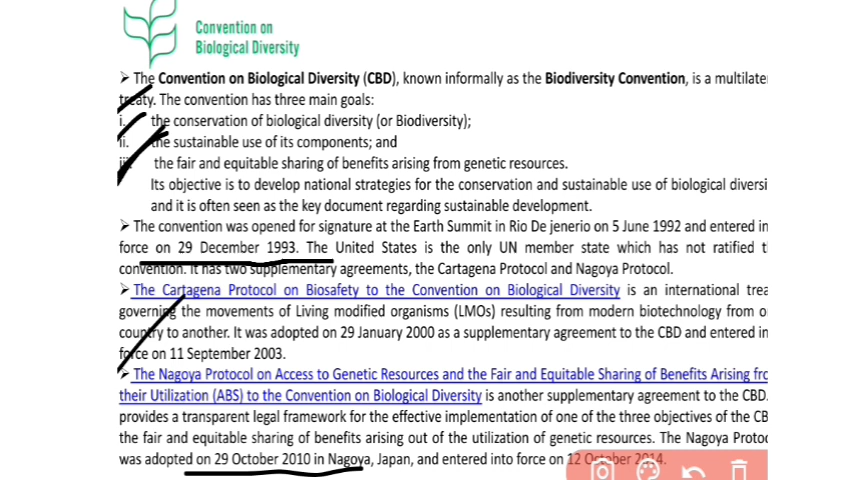 Convention on
Biological Diversity
➢ The Convention on Biological Diversity (CBD), known informally as the Biodiversity Convention, is a multilate
treaty. The convention has three main goals:
i. the conservation of biological diversity (or Biodiversity);
ii. the sustainable use of its components; and
iii. the fair and equitable sharing of benefits arising from genetic resources.
Its objective is to develop national strategies for the conservation and sustainable use of biological diversi
and it is often seen as the key document regarding sustainable development.
➢ The convention was opened for signature at the Earth Summit in Rio De jenerio on 5 June 1992 and entered in
force on 29 December 1993. The United States is the only UN member state which has not ratified t
convention. It has two supplementary agreements, the Cartagena Protocol and Nagoya Protocol.
➢ The Cartagena Protocol on Biosafety to the Convention on Biological Diversity is an international trea
governing the movements of Living modified organisms (LMOs) resulting from modern biotechnology from o
country to another. It was adopted on 29 January 2000 as a supplementary agreement to the CBD and entered in
force on 11 September 2003.
➢ The Nagoya Protocol on Access to Genetic Resources and the Fair and Equitable Sharing of Benefits Arising fro
their Utilization (ABS) to the Convention on Biological Diversity is another supplementary agreement to the CBD.
provides a transparent legal framework for the effective implementation of one of the three objectives of the CB
the fair and equitable sharing of benefits arising out of the utilization of genetic resources. The Nagoya Protoc
was adopted on 29 October 2010 in Nagoya, Japan, and entered into force on 12 October 2014.